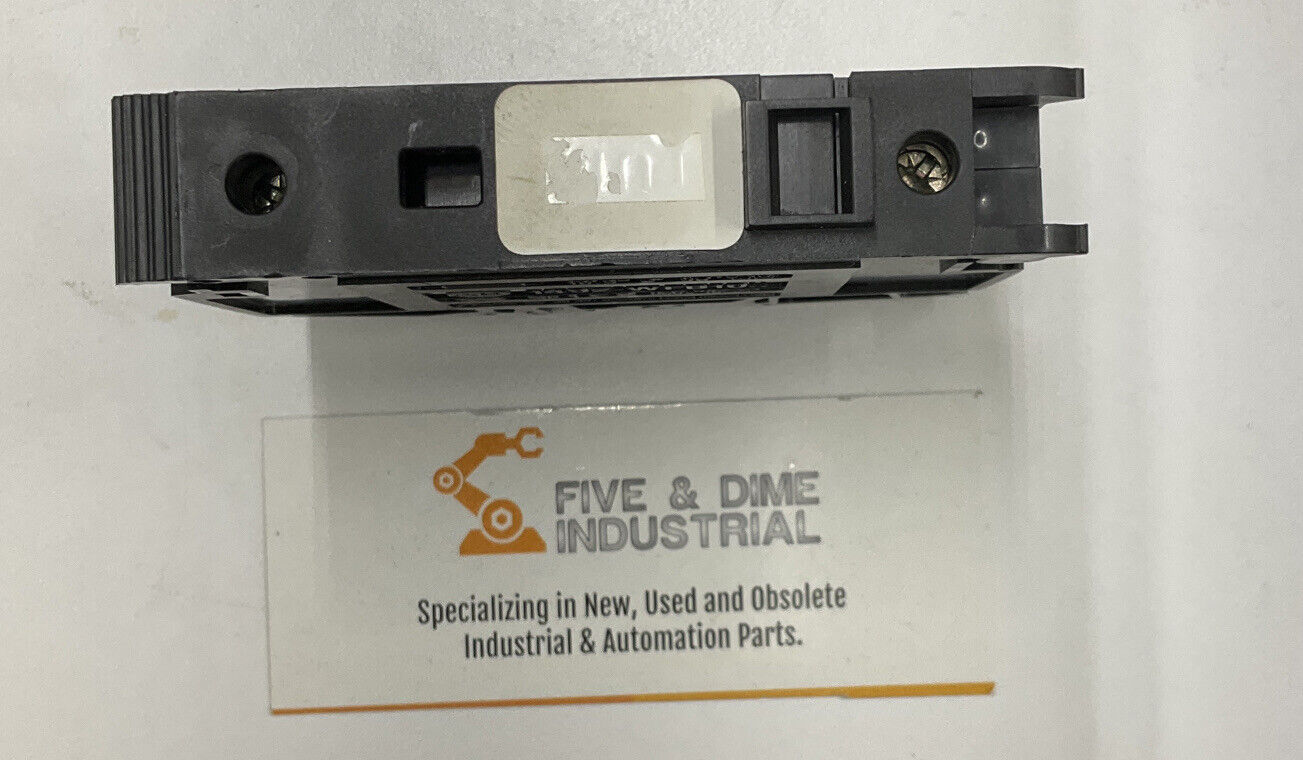 FIVE & DIME
INDUSTRIAL
Specializing in New, Used and Obsolete
Industrial & Automation Parts.